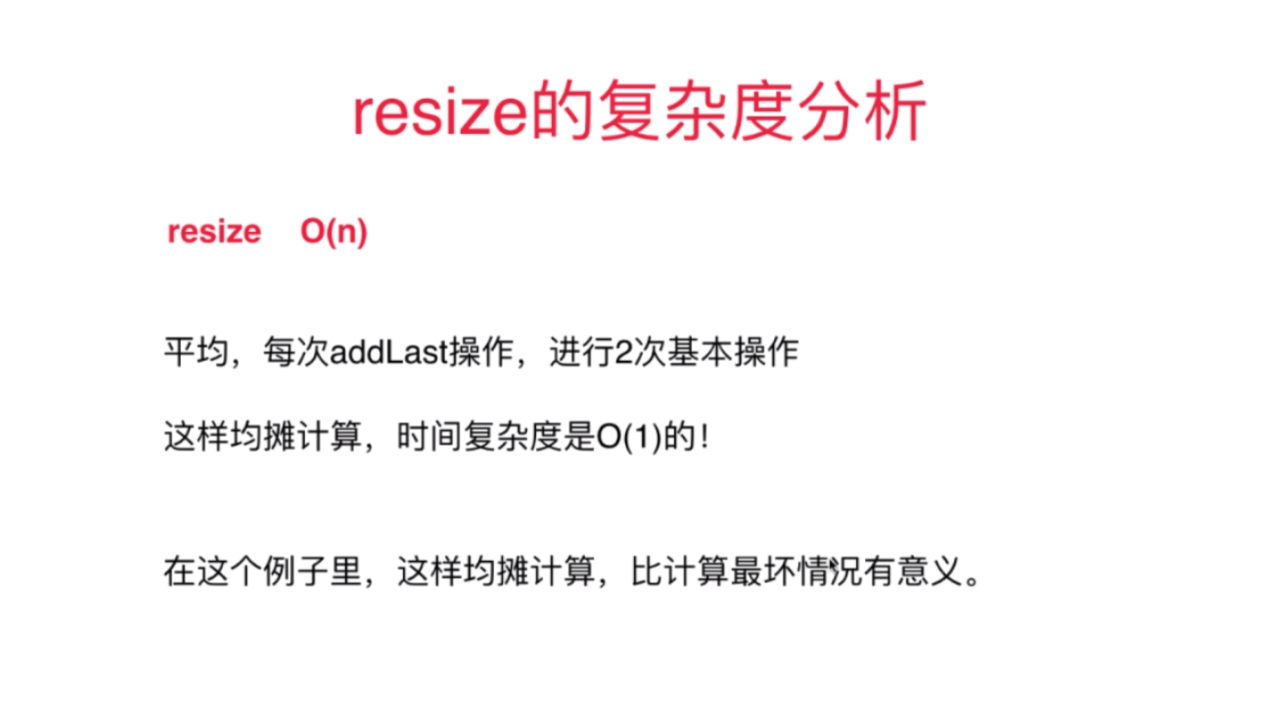 resize的复杂度分析
resize O(n)
平均，每次addLast操作，进行2次基本操作
这样均摊计算，时间复杂度是O(1)的！
在这个例子里，这样均摊计算，比计算最坏情况有意义。